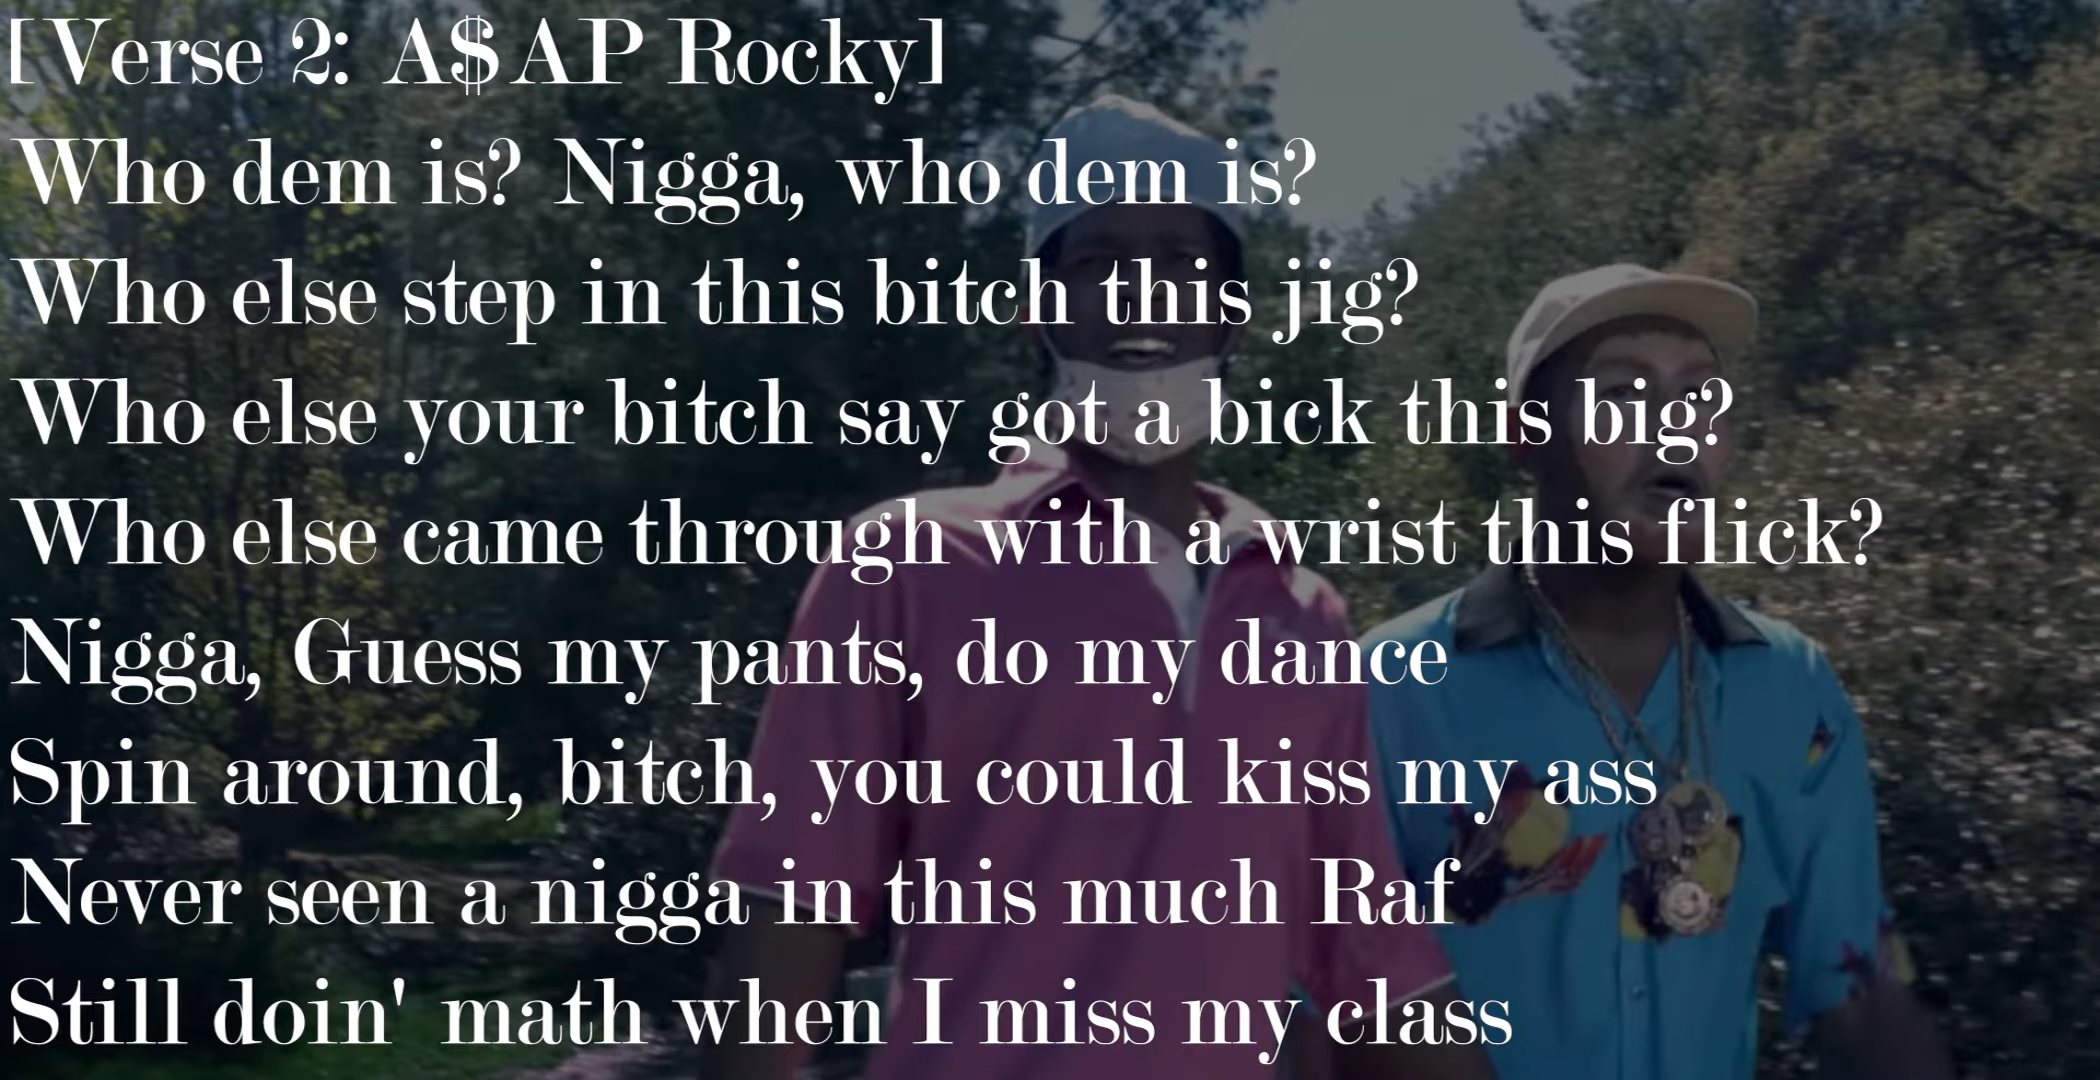 [Verse 2: A$AP Rocky]
Who dem is? Nigga, who dem is?
Who else step in this bitch this jig?
Who else your bitch say got a bick this big?
Who else came through with a wrist this flick?
Nigga, Guess my pants, do my dance
Spin around, bitch, you could kiss my ass
Never seen a nigga in this much Raf
Still doin' math when I miss my class